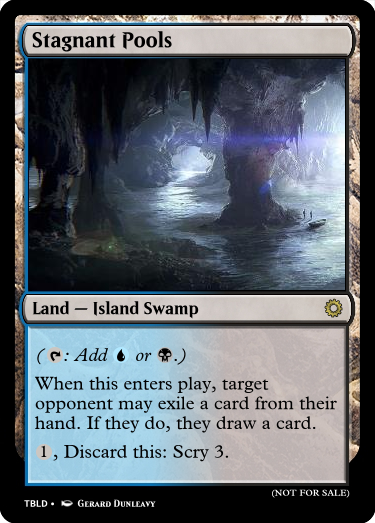 Stagnant Pools
Land — Island Swamp
( : Add or .)
When this enters play, target
opponent may exile a card from their
hand. If they do, they draw a card.
1, Discard this: Scry 3.
(NOT FOR SALE)
TBLD • Gerard Dunleavy